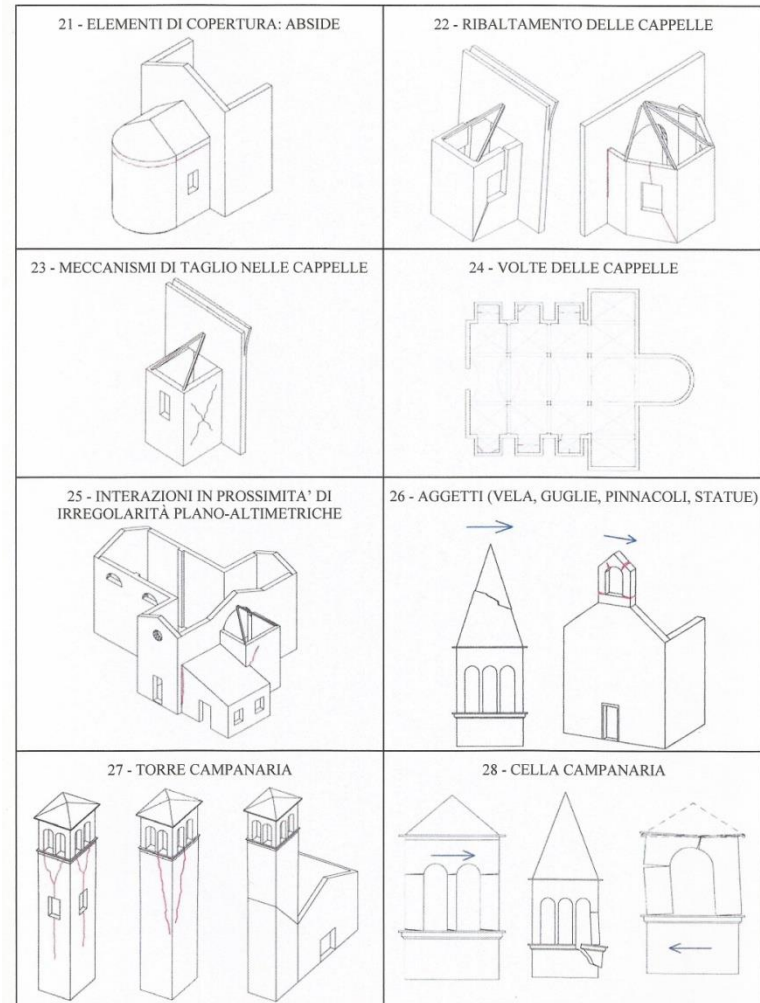 21 - ELEMENTI DI COPERTURA: ABSIDE
22 - RIBALTAMENTO DELLE CAPPELLE
23 - MECCANISMI DI TAGLIO NELLE CAPPELLE
24 - VOLTE DELLE CAPPELLE
25 - INTERAZIONI IN PROSSIMITA' DI
IRREGOLARITÀ PLANO-ALTIMETRICHE
26 - AGGETTI (VELA, GUGLIE, PINNACOLI, STATUE)
27 - TORRE CAMPANARIA
28 - CELLA CAMPANARIA